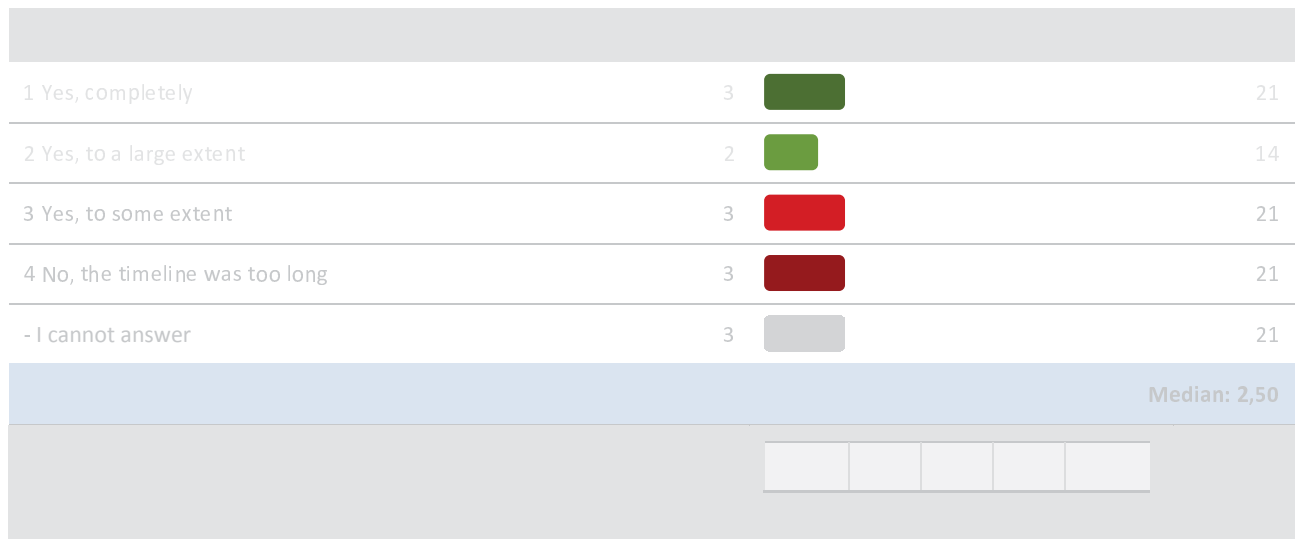 1 Yes, completely 3 21
2 Yes, to a large extent 2 14
3 Yes, to some extent 3 21
4 No, the timeline was too long 3 21
- I cannot answer 3 21
Median: 2,50